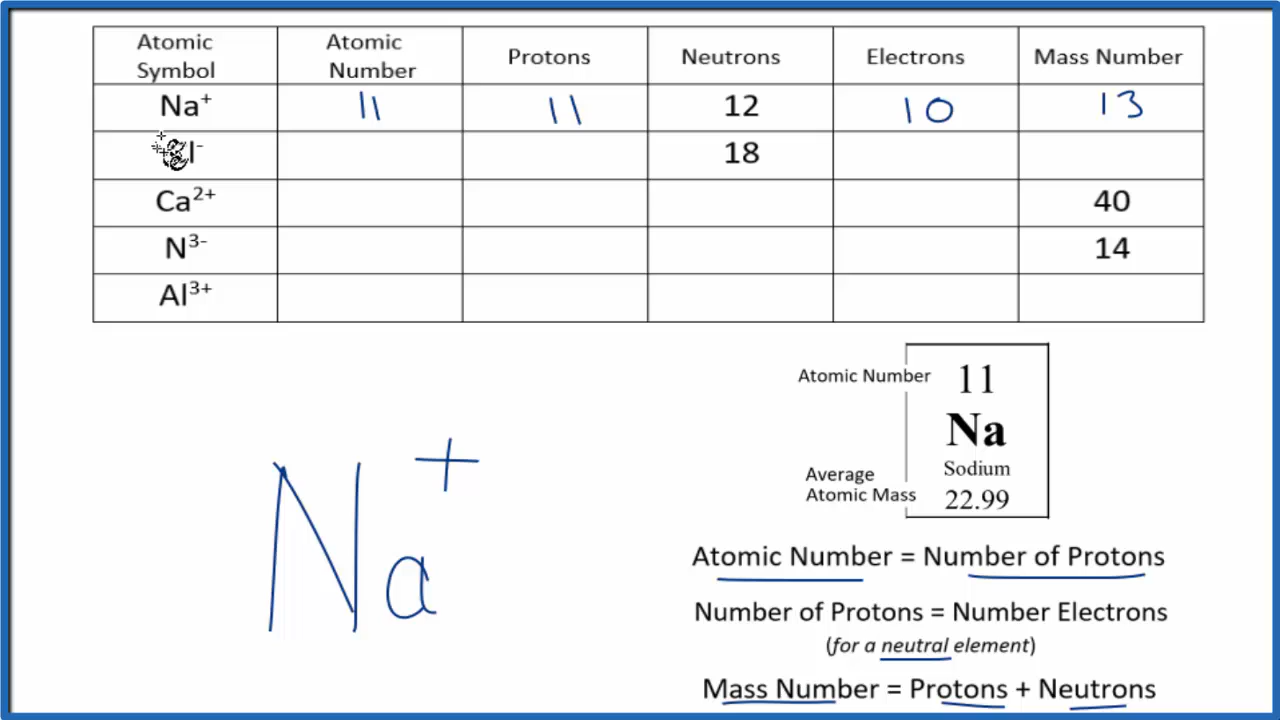 Atomic Symbol | Atomic Number | Protons | Neutrons | Electrons | Mass Number
Na⁺ | 11 | 11 | 12 | 10 | 13
l⁻ | 18
Ca²⁺ | 40
N³⁻ | 14
Al³⁺
Atomic Number
11
Na
Sodium
Average
Atomic Mass
22.99
Na⁺
Atomic Number = Number of Protons
Number of Protons = Number Electrons
(for a neutral element)
Mass Number = Protons + Neutrons